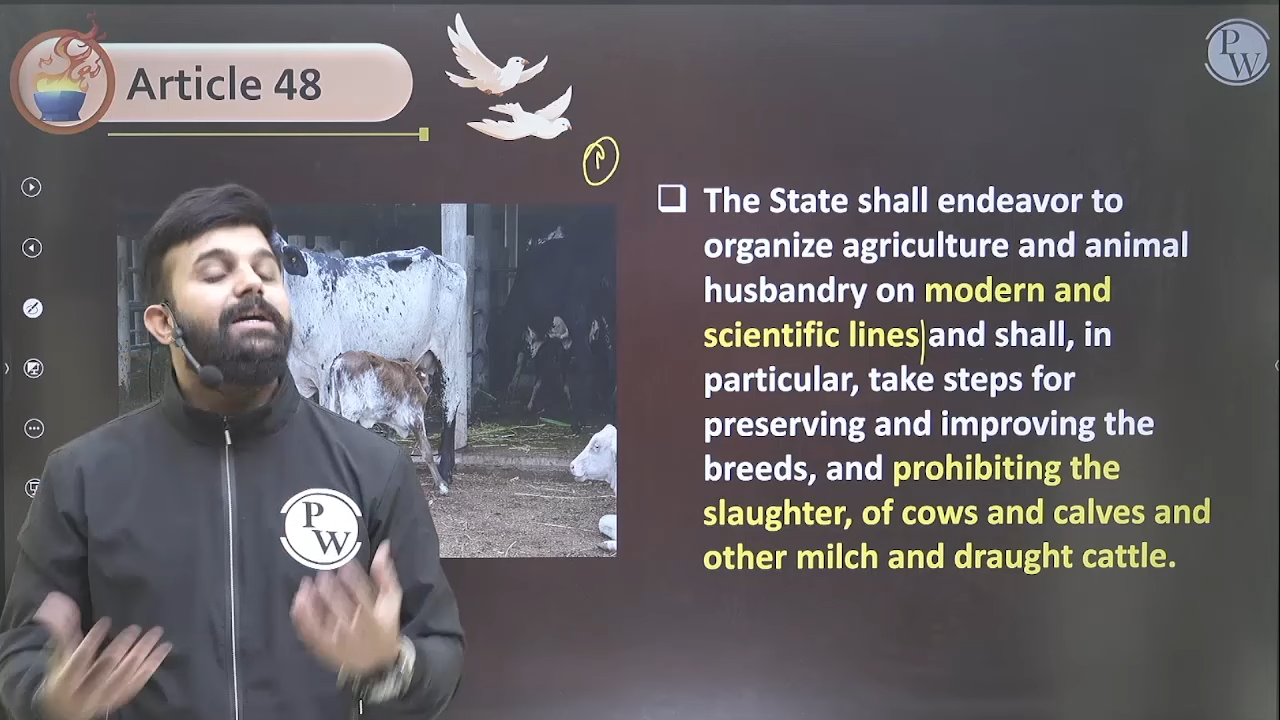 Article 48
PW
The State shall endeavor to
organize agriculture and animal
husbandry on modern and
scientific lines and shall, in
particular, take steps for
preserving and improving the
breeds, and prohibiting the
slaughter, of cows and calves and
other milch and draught cattle.
PW